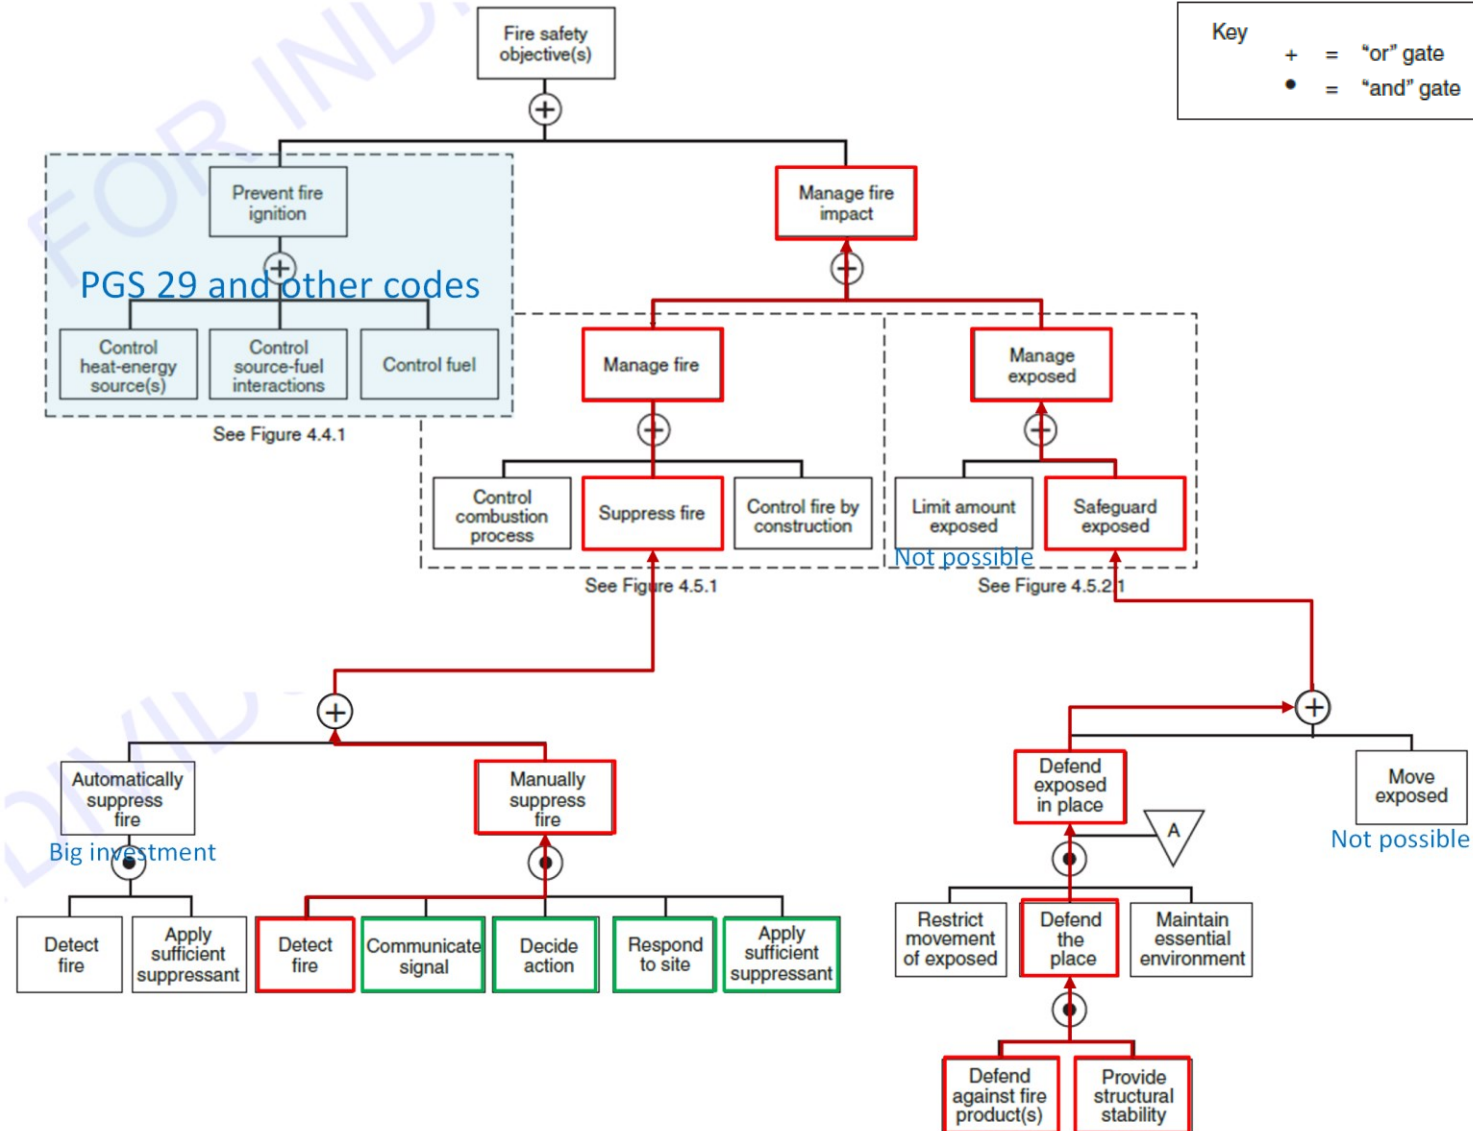 Fire safety
objective(s)
Key
+ = "or" gate
• = "and" gate
+
Prevent fire
ignition
Manage fire
impact
+
+
PGS 29 and other codes
Control
heat-energy
source(s)
Control
source-fuel
interactions
Control fuel
See Figure 4.4.1
Manage fire
Manage
exposed
+
+
Control
combustion
process
Suppress fire
Control fire by
construction
Limit amount
exposed
Safeguard
exposed
Not possible
See Figure 4.5.1
See Figure 4.5.2.1
+
+
Automatically
suppress
fire
Manually
suppress
fire
Defend
exposed
in place
Move
exposed
A
Big investment
Not possible
Detect
fire
Apply
sufficient
suppressant
Detect
fire
Communicate
signal
Decide
action
Respond
to site
Apply
sufficient
suppressant
Restrict
movement
of exposed
Defend
the
place
Maintain
essential
environment
Defend
against fire
product(s)
Provide
structural
stability
FOR IND
DIVID